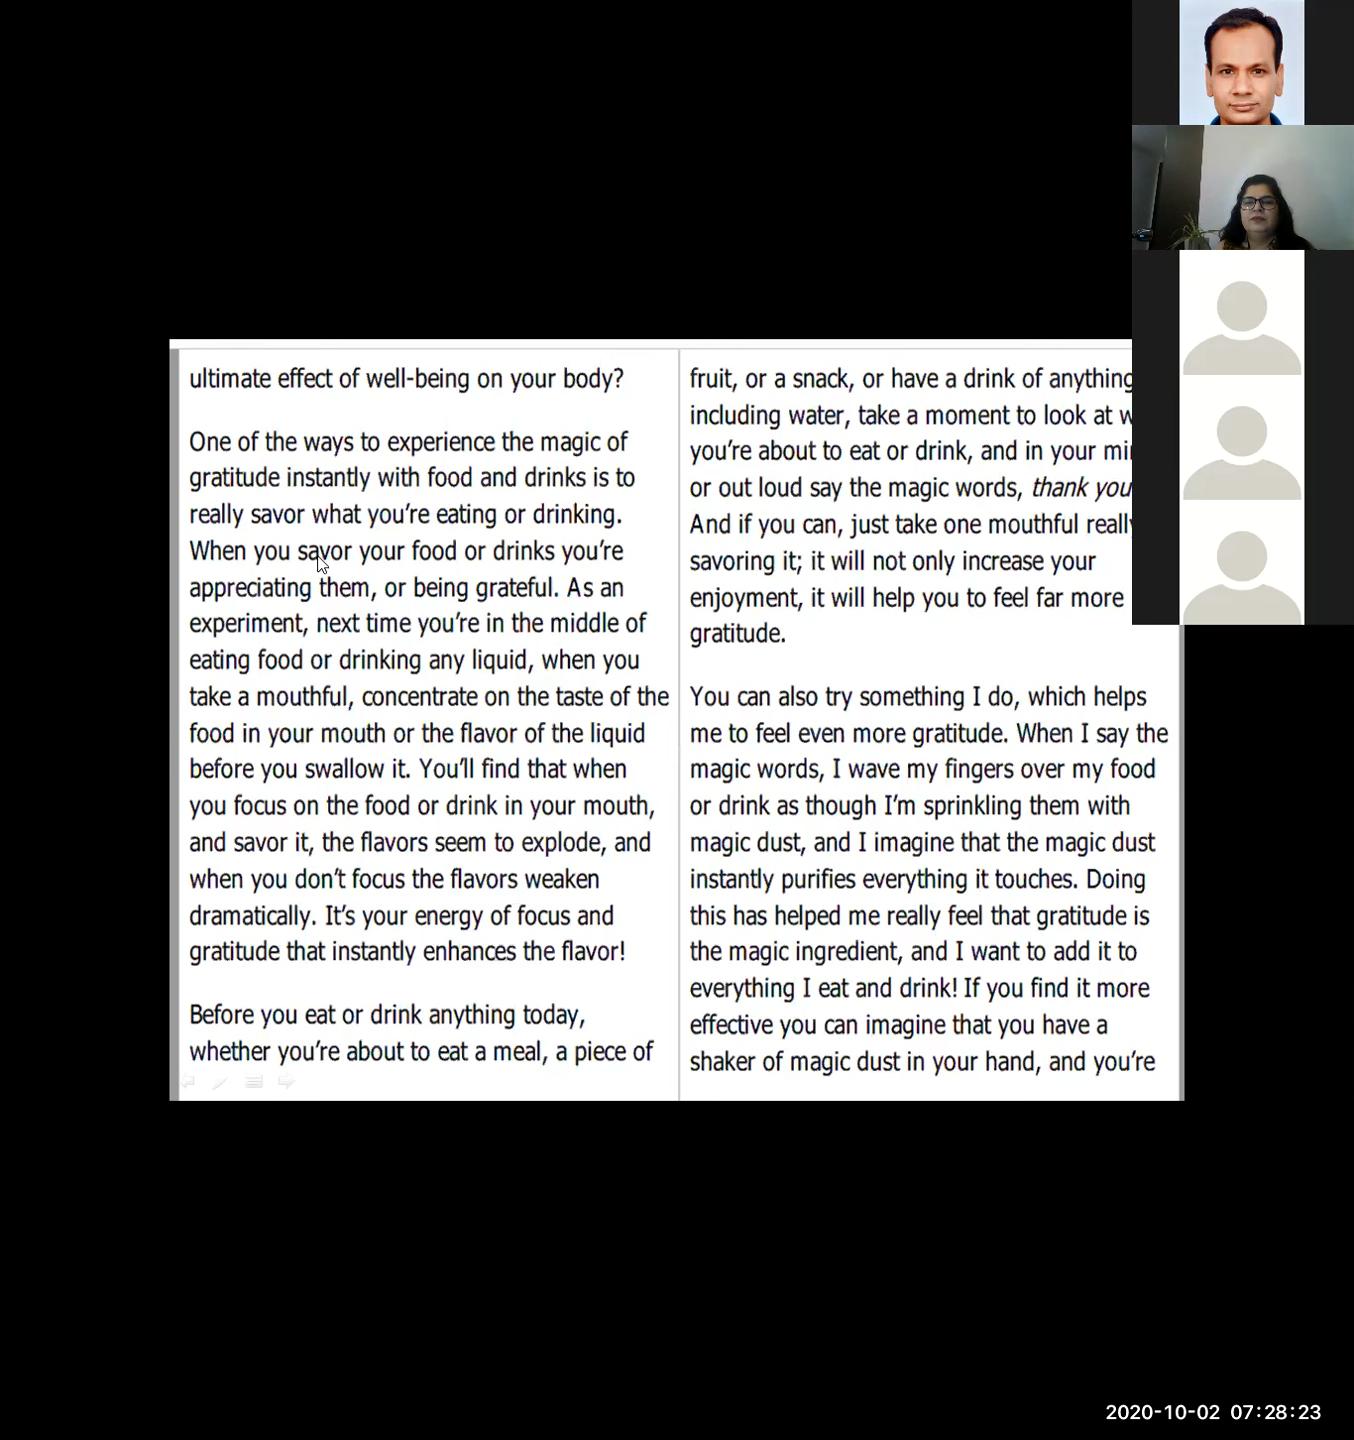 ultimate effect of well-being on your body?
One of the ways to experience the magic of
gratitude instantly with food and drinks is to
really savor what you’re eating or drinking.
When you savor your food or drinks you’re
appreciating them, or being grateful. As an
experiment, next time you’re in the middle of
eating food or drinking any liquid, when you
take a mouthful, concentrate on the taste of the
food in your mouth or the flavor of the liquid
before you swallow it. You’ll find that when
you focus on the food or drink in your mouth,
and savor it, the flavors seem to explode, and
when you don’t focus the flavors weaken
dramatically. It’s your energy of focus and
gratitude that instantly enhances the flavor!
Before you eat or drink anything today,
whether you’re about to eat a meal, a piece of
fruit, or a snack, or have a drink of anything
including water, take a moment to look at
you’re about to eat or drink, and in your
or out loud say the magic words, thank you
And if you can, just take one mouthful
savoring it; it will not only increase your
enjoyment, it will help you to feel far more
gratitude.
You can also try something I do, which helps
me to feel even more gratitude. When I say the
magic words, I wave my fingers over my food
or drink as though I’m sprinkling them with
magic dust, and I imagine that the magic dust
instantly purifies everything it touches. Doing
this has helped me really feel that gratitude is
the magic ingredient, and I want to add it to
everything I eat and drink! If you find it more
effective you can imagine that you have a
shaker of magic dust in your hand, and you’re
2020-10-02 07:28:23